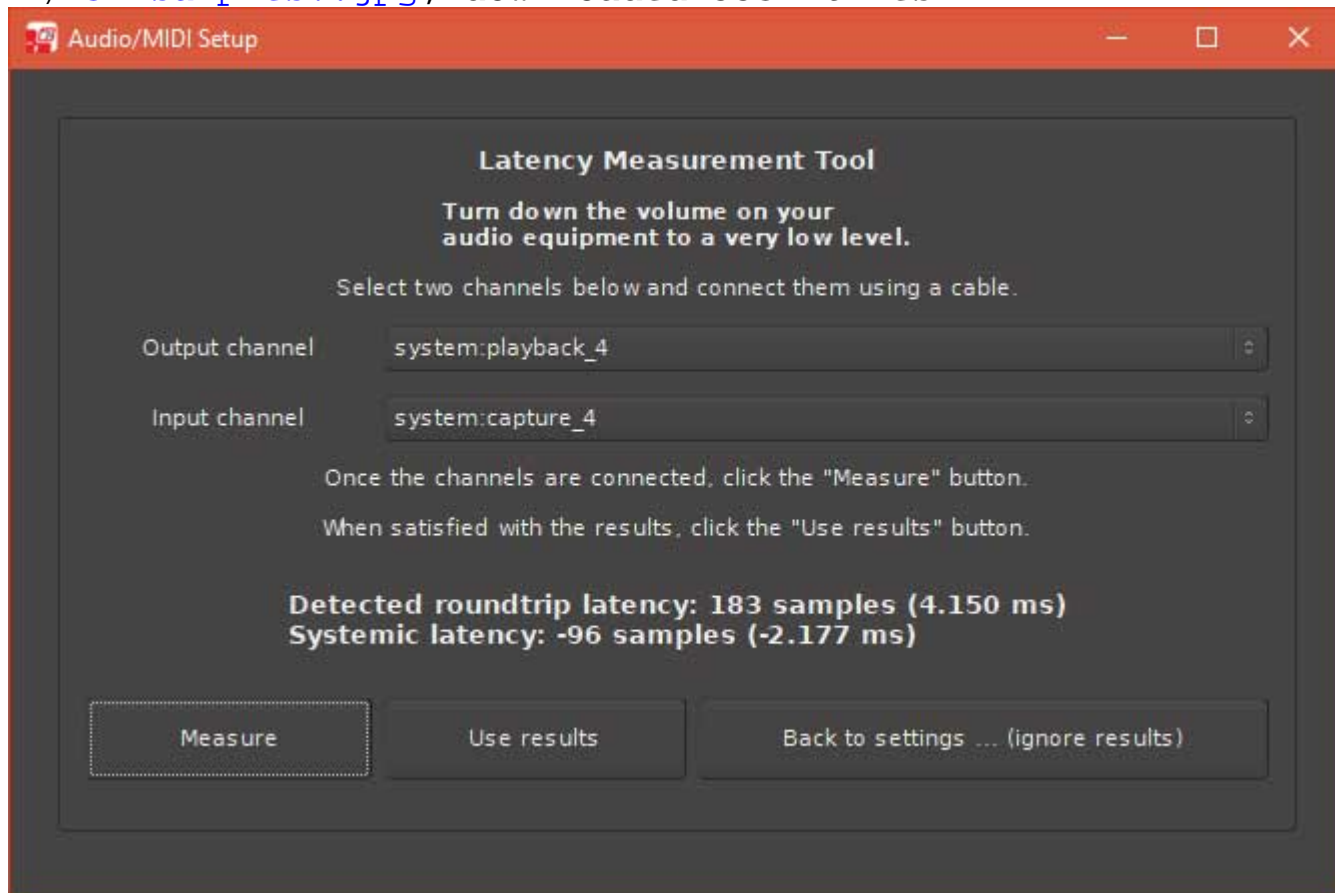 Audio/MIDI Setup
Latency Measurement Tool
Turn down the volume on your
audio equipment to a very low level.
Select two channels below and connect them using a cable.
Output channel system:playback_4
Input channel system:capture_4
Once the channels are connected, click the "Measure" button.
When satisfied with the results, click the "Use results" button.
Detected roundtrip latency: 183 samples (4.150 ms)
Systemic latency: -96 samples (-2.177 ms)
Measure Use results Back to settings ... (ignore results)